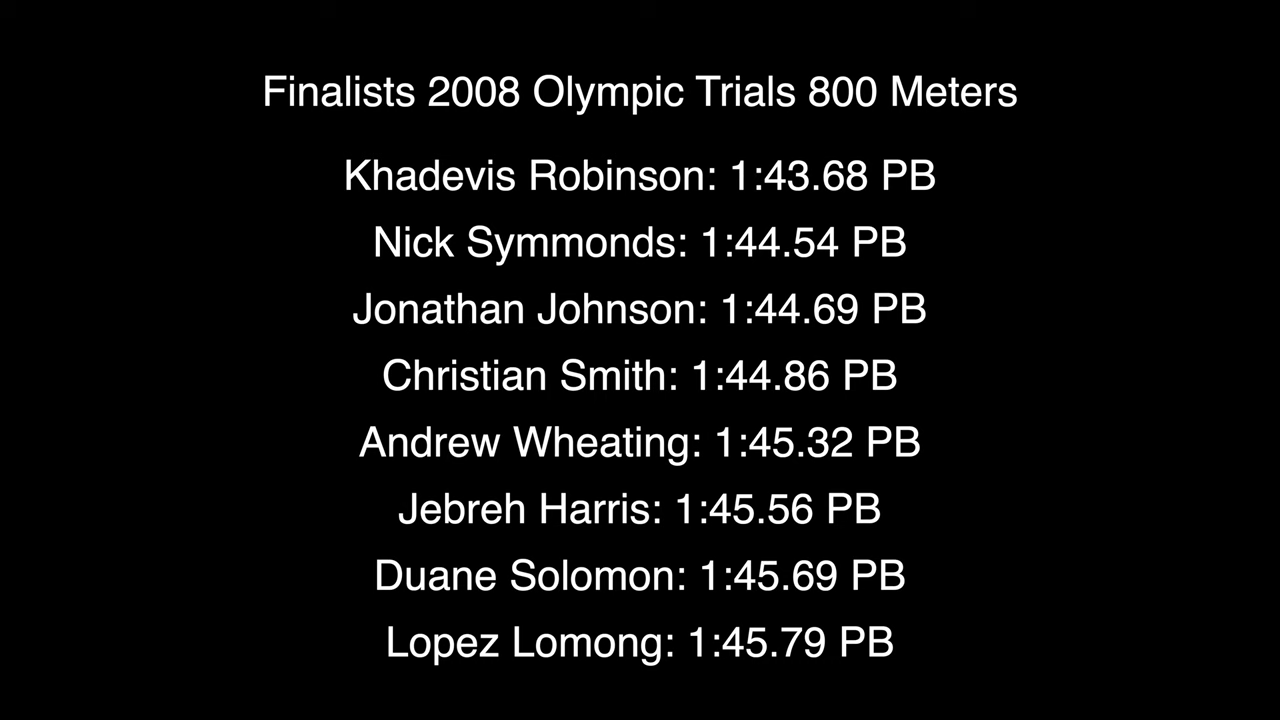 Finalists 2008 Olympic Trials 800 Meters
Khadevis Robinson: 1:43.68 PB
Nick Symmonds: 1:44.54 PB
Jonathan Johnson: 1:44.69 PB
Christian Smith: 1:44.86 PB
Andrew Wheating: 1:45.32 PB
Jebreh Harris: 1:45.56 PB
Duane Solomon: 1:45.69 PB
Lopez Lomong: 1:45.79 PB